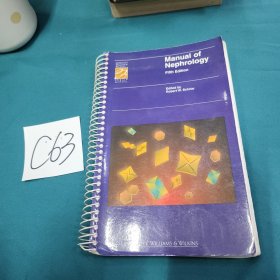 Manual of
Nephrology
Fifth Edition
Edited by
Robert W. Schrier
WILLIAMS & WILKINS
C63